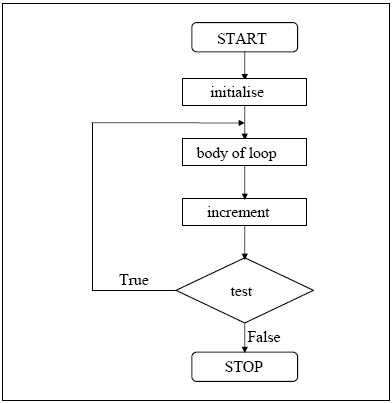 START
initialise
body of loop
increment
True
test
False
STOP